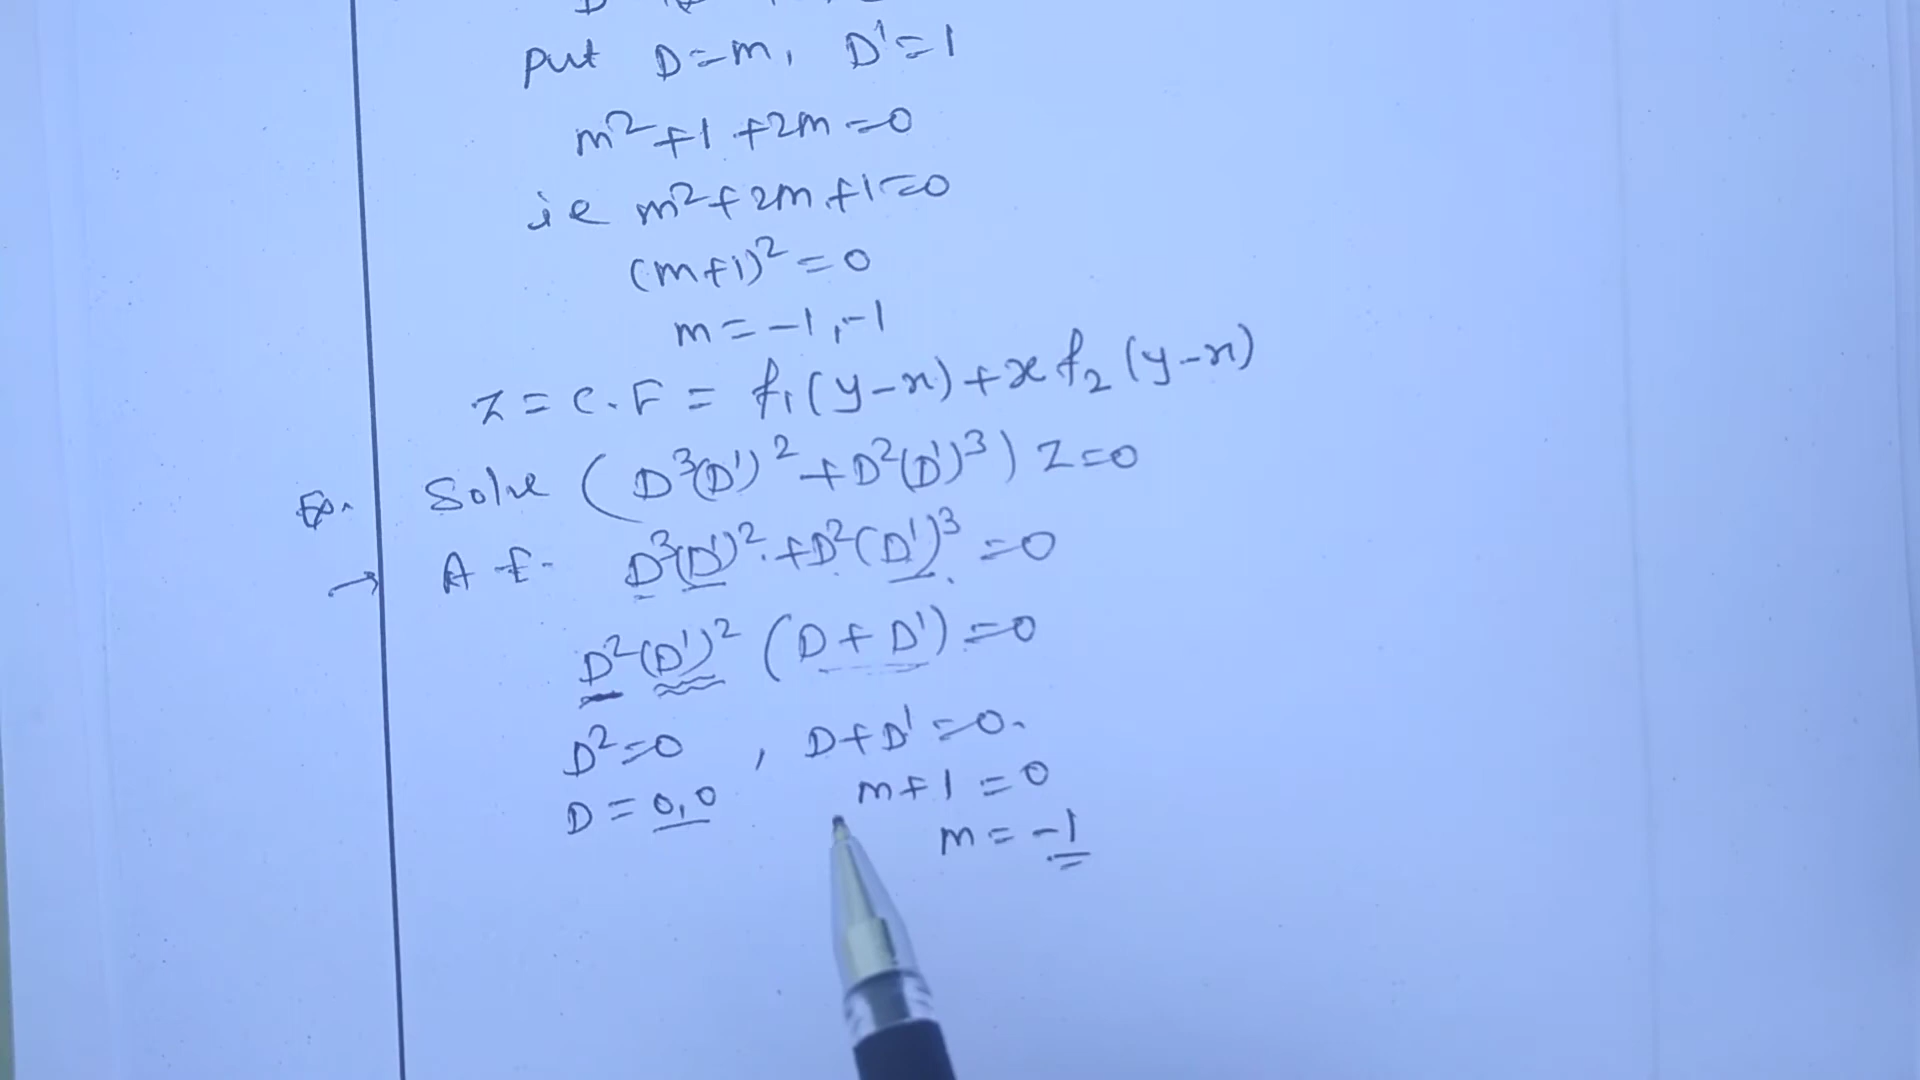 put D=m, D'=1
m²+1+2m=0
ie m²+2m+1=0
(m+1)²=0
m=-1,-1
z = C.F = f₁(y-x)+x f₂(y-x)
Ex. Solve (D³(D')²+D²(D')³) Z=0
→ A.E. D³(D')²+D²(D')³=0
D²(D')² (D+D')=0
D²=0 , D+D'=0.
D=0,0 m+1=0
m=-1